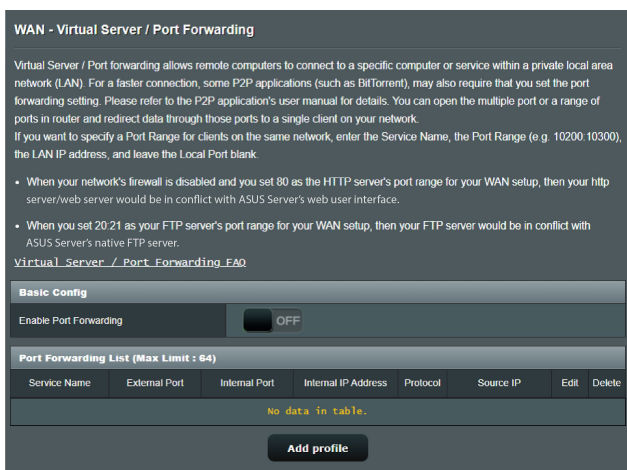 WAN - Virtual Server / Port Forwarding
Virtual Server / Port forwarding allows remote computers to connect to a specific computer or service within a private local area
network (LAN). For a faster connection, some P2P applications (such as BitTorrent), may also require that you set the port
forwarding setting. Please refer to the P2P application's user manual for details. You can open the multiple port or a range of
ports in router and redirect data through those ports to a single client on your network.
If you want to specify a Port Range for clients on the same network, enter the Service Name, the Port Range (e.g. 10200:10300),
the LAN IP address, and leave the Local Port blank.
• When your network's firewall is disabled and you set 80 as the HTTP server's port range for your WAN setup, then your http
server/web server would be in conflict with ASUS Server's web user interface.
• When you set 20:21 as your FTP server's port range for your WAN setup, then your FTP server would be in conflict with
ASUS Server's native FTP server.
Virtual Server / Port Forwarding FAQ
Basic Config
Enable Port Forwarding OFF
Port Forwarding List (Max Limit : 64)
Service Name External Port Internal Port Internal IP Address Protocol Source IP Edit Delete
No data in table.
Add profile